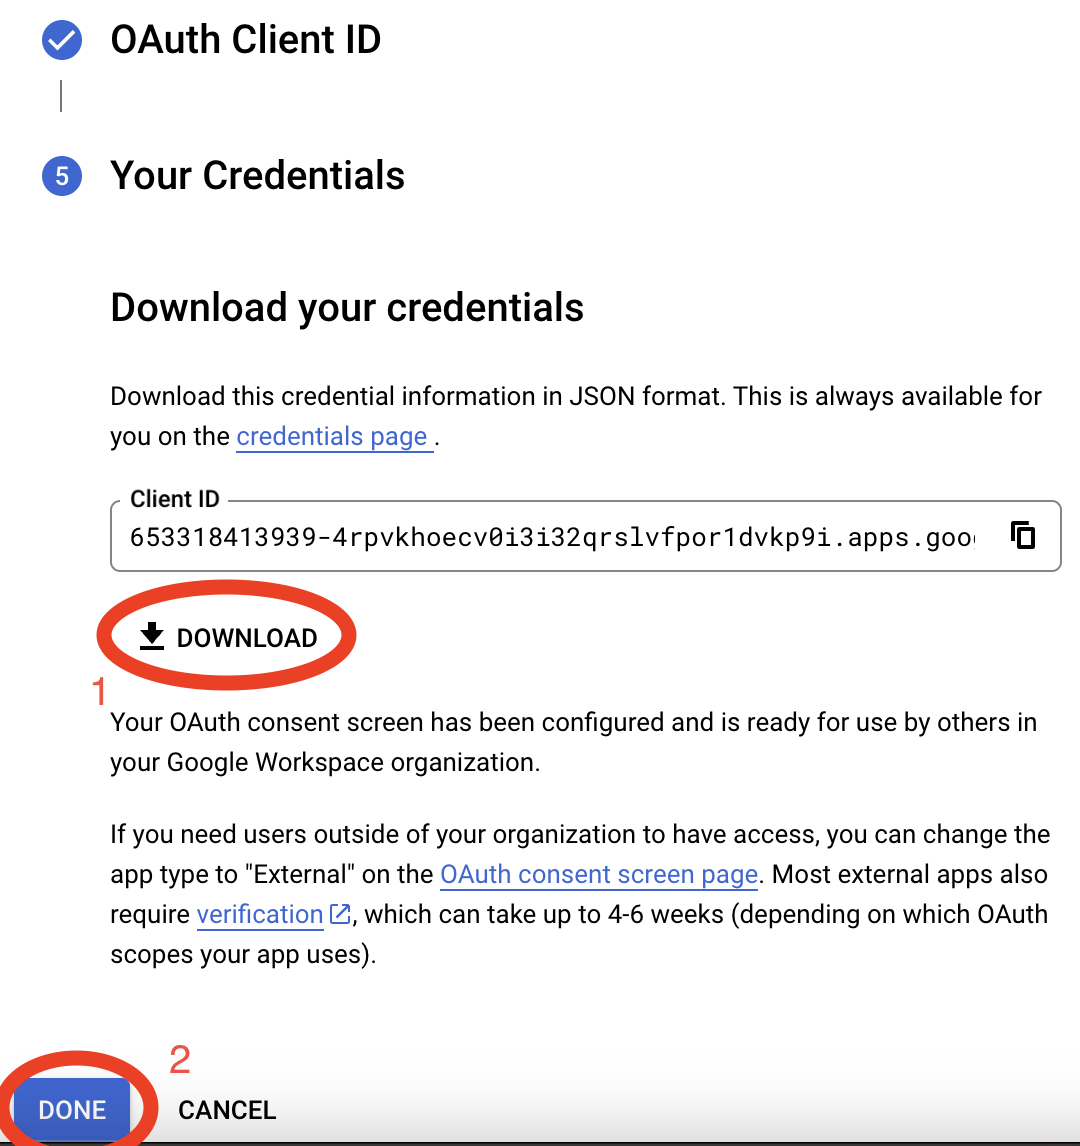 OAuth Client ID
5 Your Credentials
Download your credentials
Download this credential information in JSON format. This is always available for
you on the credentials page .
Client ID
653318413939-4rpvkhoecv0i3i32qrslvfpor1dvkp9i.apps.goo
DOWNLOAD
1
Your OAuth consent screen has been configured and is ready for use by others in
your Google Workspace organization.
If you need users outside of your organization to have access, you can change the
app type to "External" on the OAuth consent screen page. Most external apps also
require verification, which can take up to 4-6 weeks (depending on which OAuth
scopes your app uses).
2
DONE CANCEL